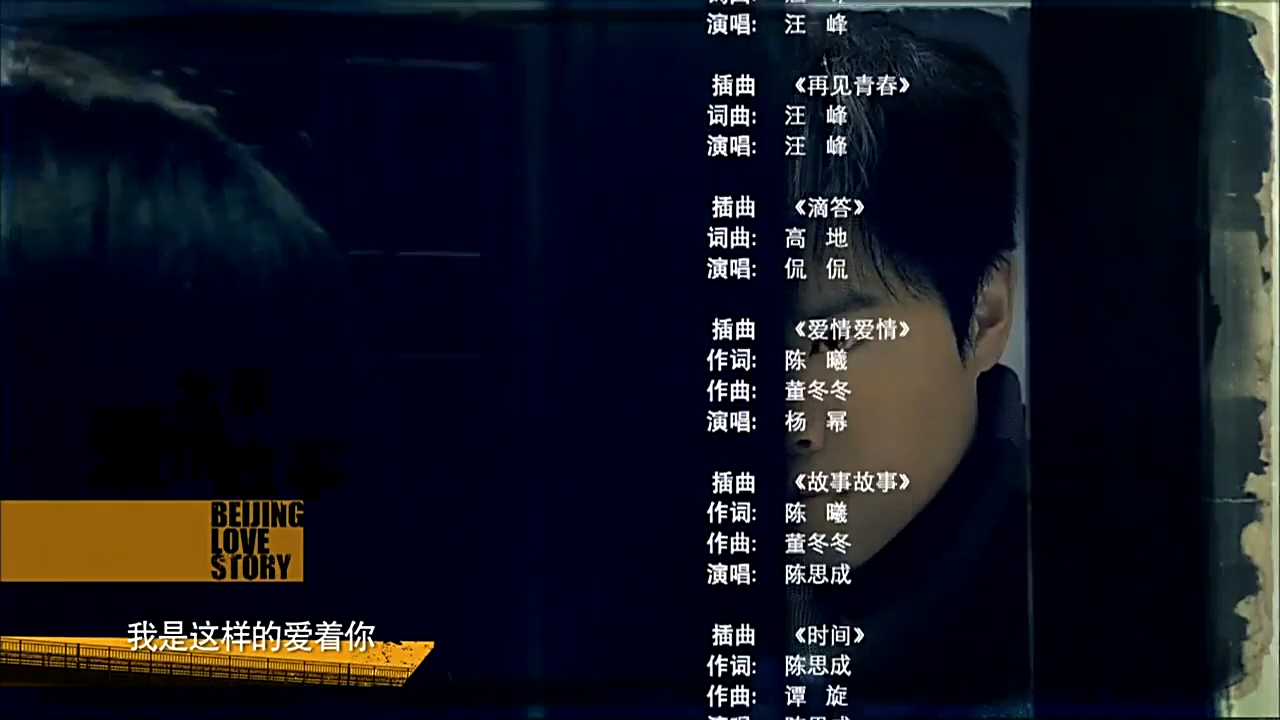 演唱: 汪 峰
插曲 《再见青春》
词曲: 汪 峰
演唱: 汪 峰
插曲 《滴答》
词曲: 高 地
演唱: 侃 侃
插曲 《爱情爱情》
作词: 陈 曦
作曲: 董冬冬
演唱: 杨 幂
插曲 《故事故事》
作词: 陈 曦
作曲: 董冬冬
演唱: 陈思成
插曲 《时间》
作词: 陈思成
作曲: 谭 旋
BEIJING
LOVE
STORY
我是这样的爱着你